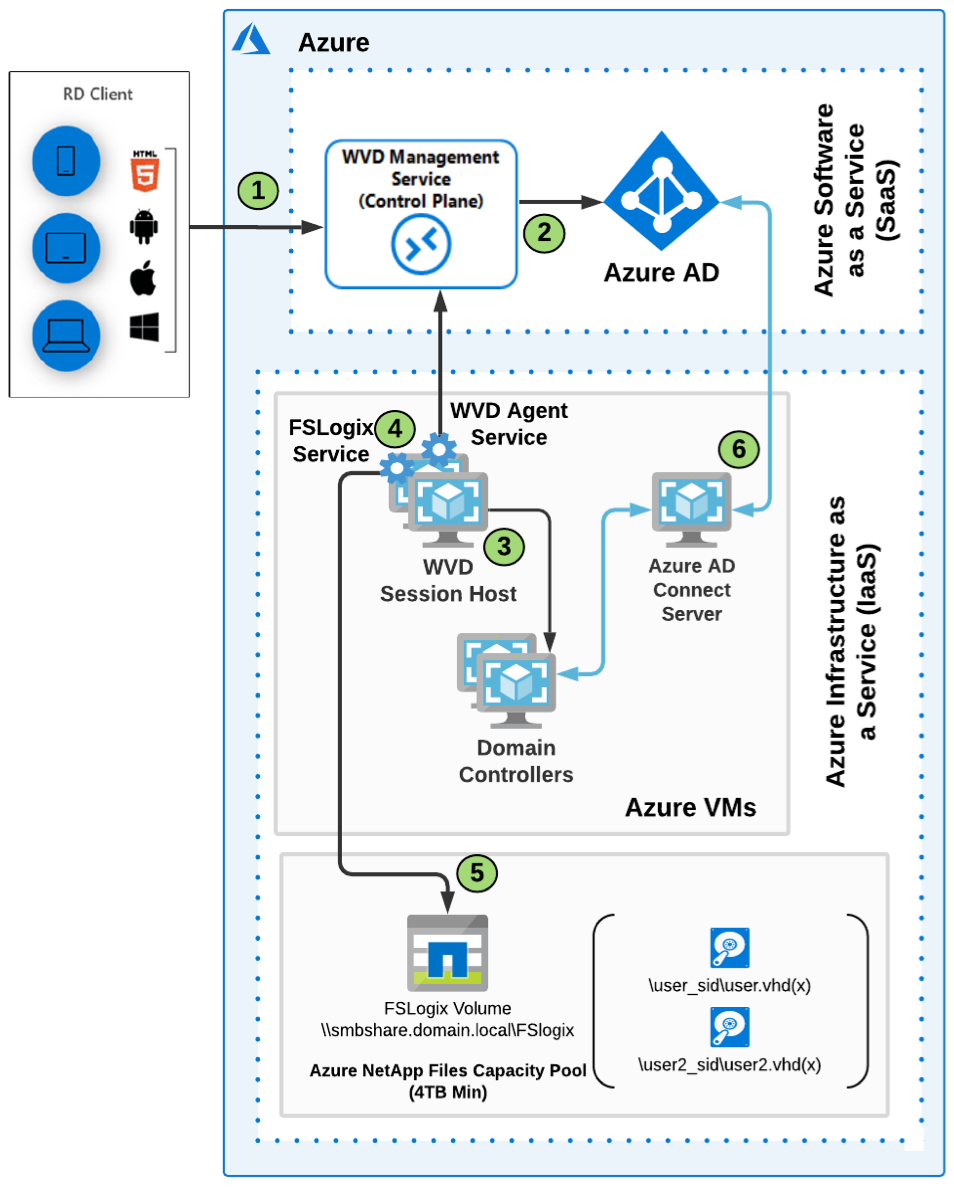 Azure
RD Client
HTML
5
1
WVD Management
Service
(Control Plane)
2
Azure AD
Azure Software
as a Service
(SaaS)
FSLogix
Service
4
WVD Agent
Service
6
3
WVD
Session Host
Azure AD
Connect
Server
Domain
Controllers
Azure VMs
Azure Infrastructure as
a Service (IaaS)
5
FSLogix Volume
\\smbshare.domain.local\FSlogix
Azure NetApp Files Capacity Pool
(4TB Min)
\user_sid\user.vhd(x)
\user2_sid\user2.vhd(x)